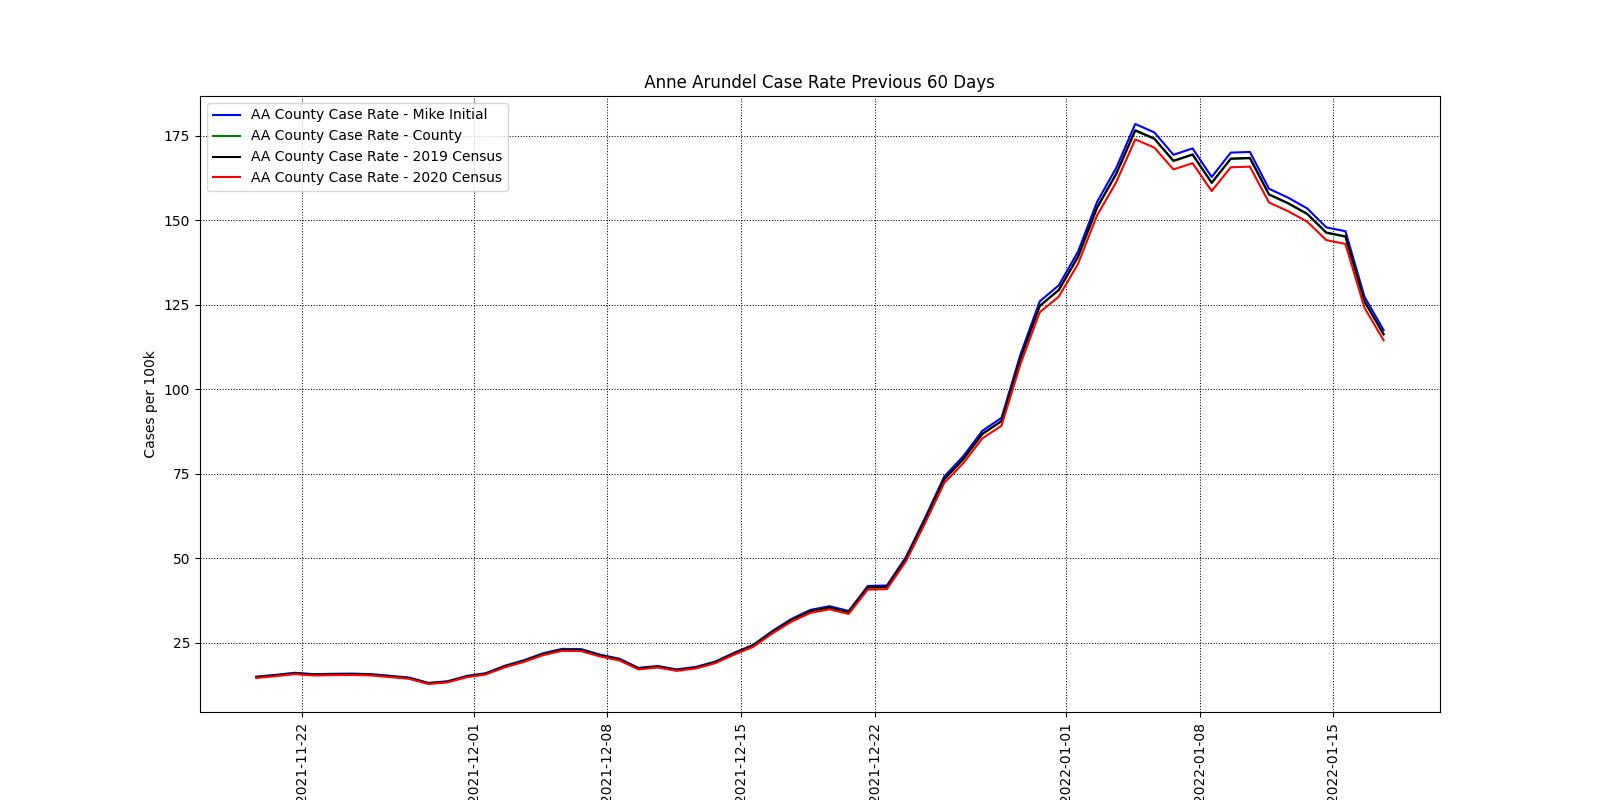 Anne Arundel Case Rate Previous 60 Days
AA County Case Rate - Mike Initial
AA County Case Rate - County
AA County Case Rate - 2019 Census
AA County Case Rate - 2020 Census
175
150
125
100
75
50
25
Cases per 100k
2021-11-22
2021-12-01
2021-12-08
2021-12-15
2021-12-22
2022-01-01
2022-01-08
2022-01-15